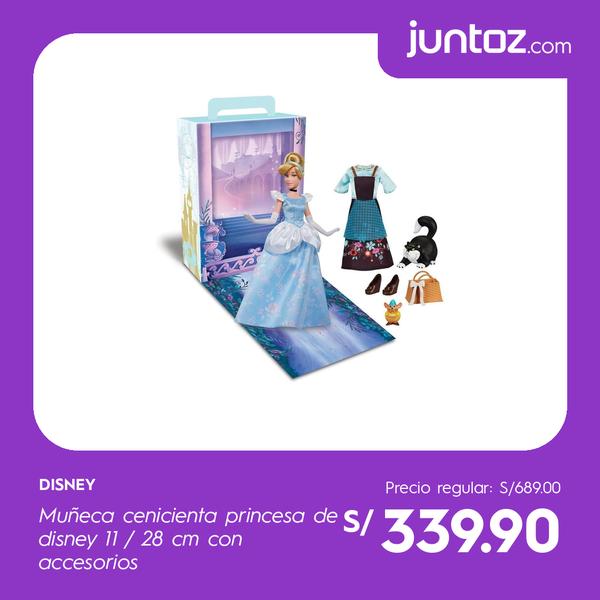 juntoz.com
DISNEY
Muñeca cenicienta princesa de
disney 11 / 28 cm con
accesorios
Precio regular: S/689.00
S/ 339.90